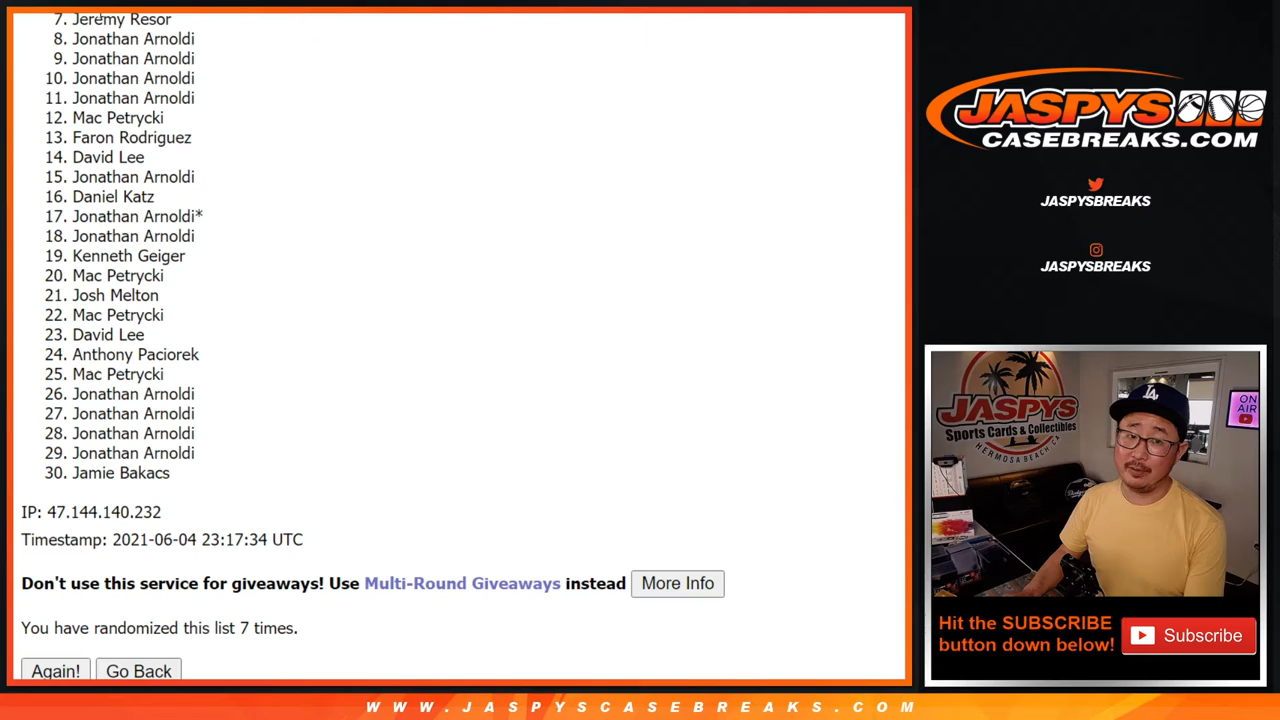 7. Jeremy Resor
8. Jonathan Arnoldi
9. Jonathan Arnoldi
10. Jonathan Arnoldi
11. Jonathan Arnoldi
12. Mac Petrycki
13. Faron Rodriguez
14. David Lee
15. Jonathan Arnoldi
16. Daniel Katz
17. Jonathan Arnoldi*
18. Jonathan Arnoldi
19. Kenneth Geiger
20. Mac Petrycki
21. Josh Melton
22. Mac Petrycki
23. David Lee
24. Anthony Paciorek
25. Mac Petrycki
26. Jonathan Arnoldi
27. Jonathan Arnoldi
28. Jonathan Arnoldi
29. Jonathan Arnoldi
30. Jamie Bakacs
IP: 47.144.140.232
Timestamp: 2021-06-04 23:17:34 UTC
Don't use this service for giveaways! Use Multi-Round Giveaways instead More Info
You have randomized this list 7 times.
Again! Go Back
JASPYS
CASEBREAKS.COM
JASPYSBREAKS
JASPYSBREAKS
JASPYS
Sports Cards & Collectibles
HERMOSA BEACH, CA
LA
ON
AIR
Hit the SUBSCRIBE
button down below!
Subscribe
WWW.JASPYSCASEBREAKS.COM